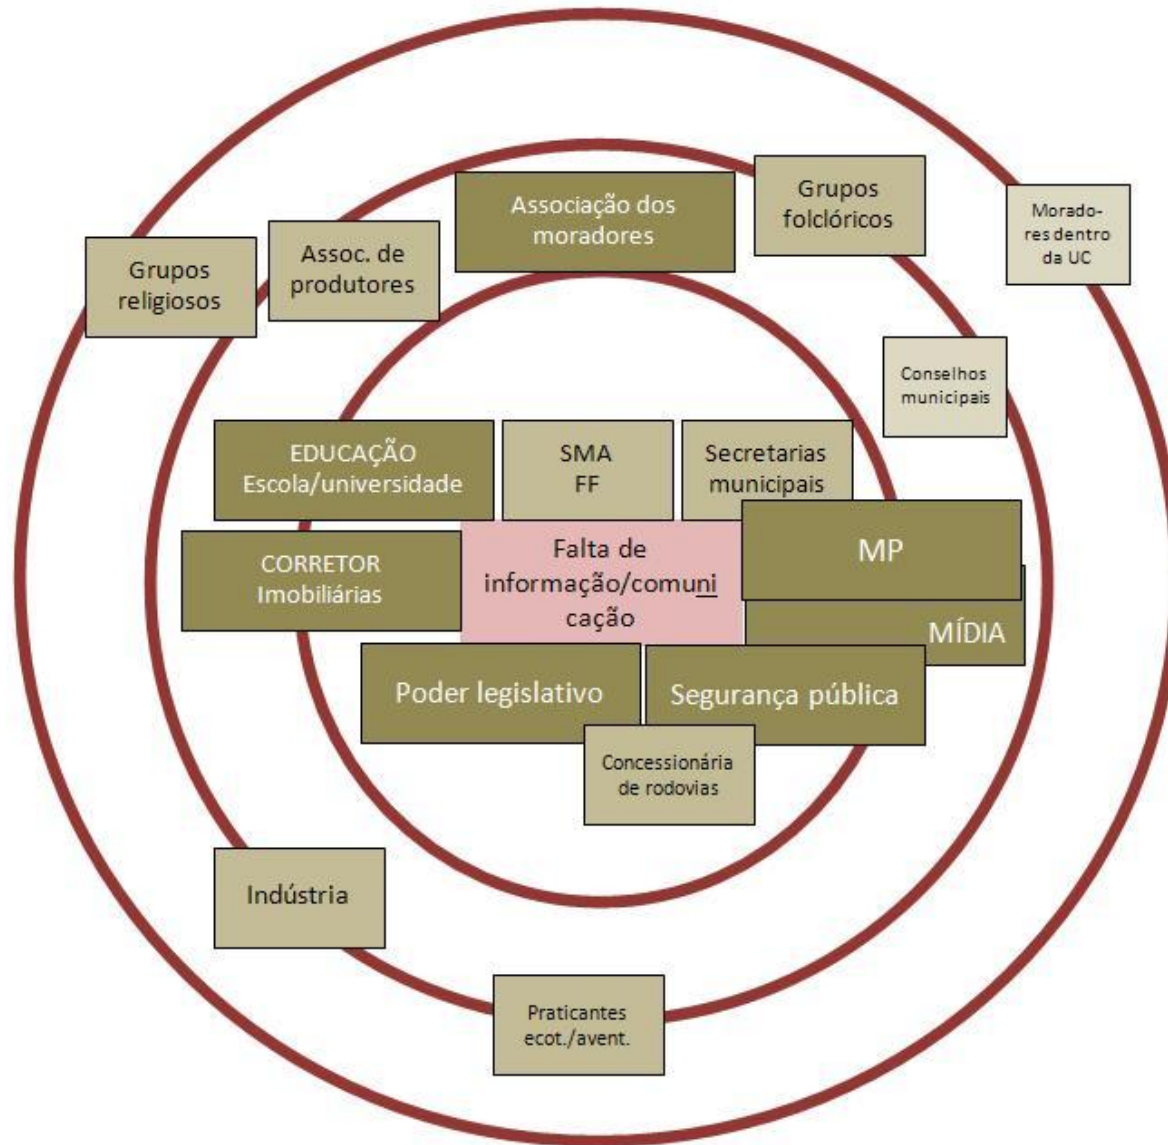 Associação dos
moradores
Grupos
folclóricos
Morado-
res dentro
da UC
Grupos
religiosos
Assoc. de
produtores
Conselhos
municipais
EDUCAÇÃO
Escola/universidade
SMA
FF
Secretarias
municipais
CORRETOR
Imobiliárias
Falta de
informação/comuni
cação
MP
MÍDIA
Poder legislativo
Segurança pública
Concessionária
de rodovias
Indústria
Praticantes
ecot./avent.